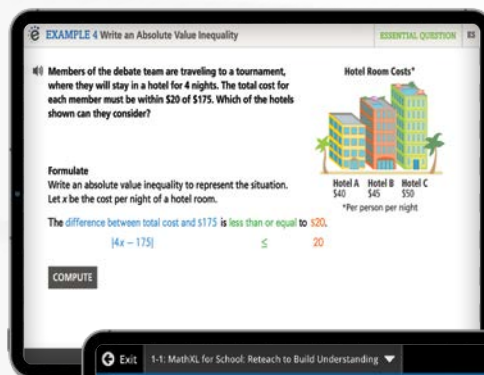 EXAMPLE 4 Write an Absolute Value Inequality
ESSENTIAL QUESTION
ES
Members of the debate team are traveling to a tournament,
where they will stay in a hotel for 4 nights. The total cost for
each member must be within $20 of $175. Which of the hotels
shown can they consider?
Hotel Room Costs*
Hotel A Hotel B Hotel C
$40 $45 $50
*Per person per night
Formulate
Write an absolute value inequality to represent the situation.
Let x be the cost per night of a hotel room.
The difference between total cost and $175 is less than or equal to $20.
|4x − 175| ≤ 20
COMPUTE
Exit 1-1: MathXL for School: Reteach to Build Understanding